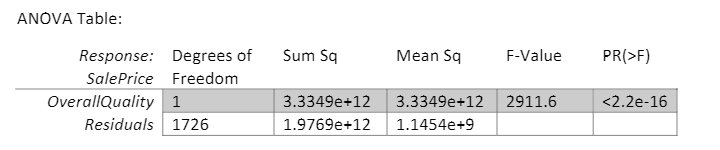 ANOVA Table:
Response: Degrees of Sum Sq Mean Sq F-Value PR(>F)
SalePrice Freedom
OverallQuality 1 3.3349e+12 3.3349e+12 2911.6 <2.2e-16
Residuals 1726 1.9769e+12 1.1454e+9